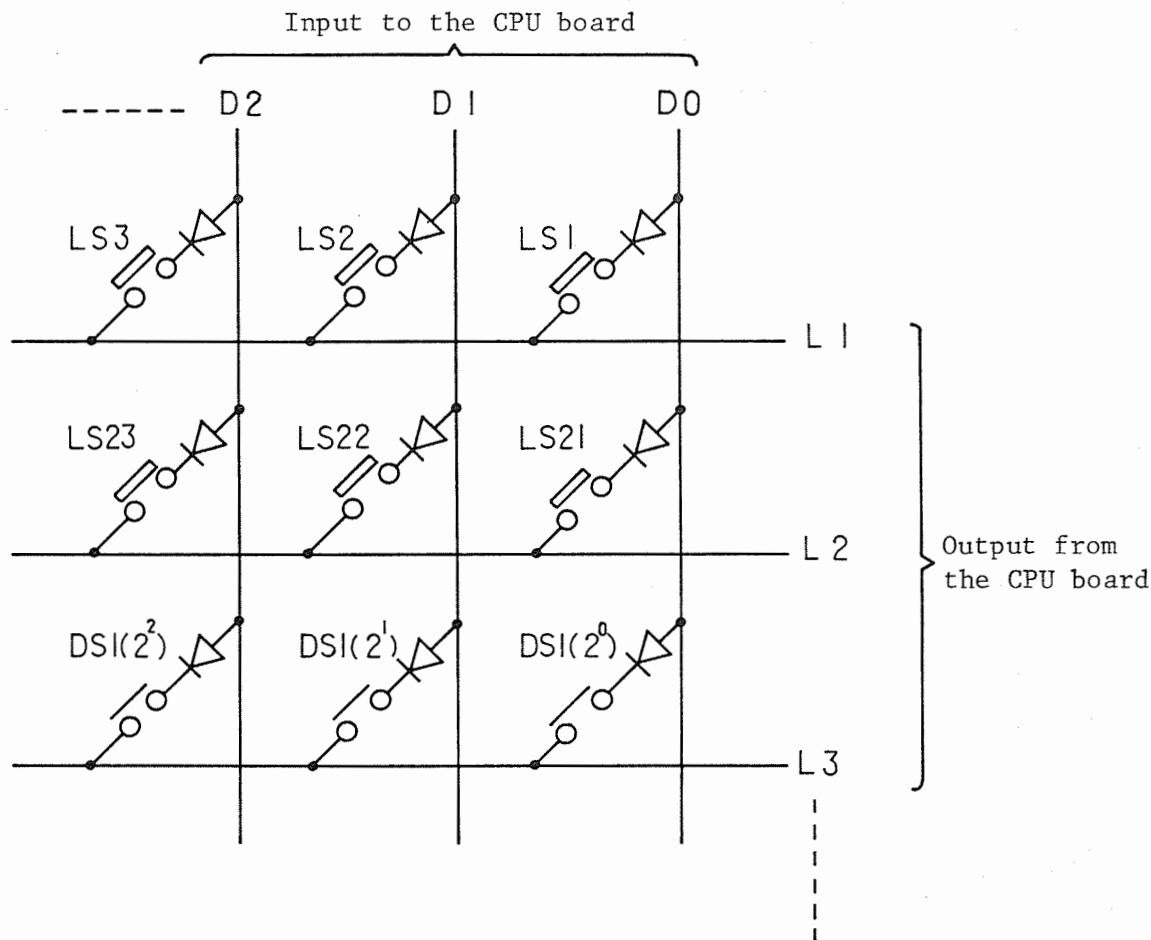 Input to the CPU board
D2 D1 D0
LS3 LS2 LS1
L1
LS23 LS22 LS21
L2
Output from
the CPU board
DS1(2²) DS1(2¹) DS1(2⁰)
L3